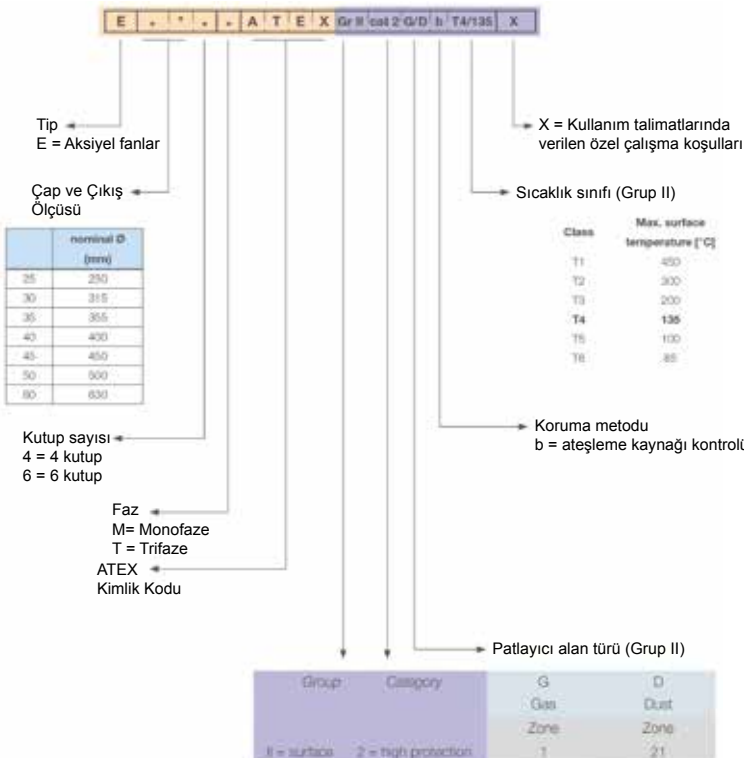 E * * * * A T E X Gr II cat 2 G/D b T4/135 X
Tip
E = Aksiyel fanlar
X = Kullanım talimatlarında
verilen özel çalışma koşulları
Çap ve Çıkış
Ölçüsü
Sıcaklık sınıfı (Grup II)
nominal Ø
(mm)
25 250
30 315
35 355
40 400
45 450
50 500
60 630
Class Max. surface
temperature [°C]
T1 450
T2 300
T3 200
T4 135
T5 100
T6 85
Kutup sayısı
4 = 4 kutup
6 = 6 kutup
Koruma metodu
b = ateşleme kaynağı kontrolü
Faz
M= Monofaze
T = Trifaze
ATEX
Kimlik Kodu
Patlayıcı alan türü (Grup II)
Group Category G D
Gas Dust
Zone Zone
II = surface 2 = high protection 1 21